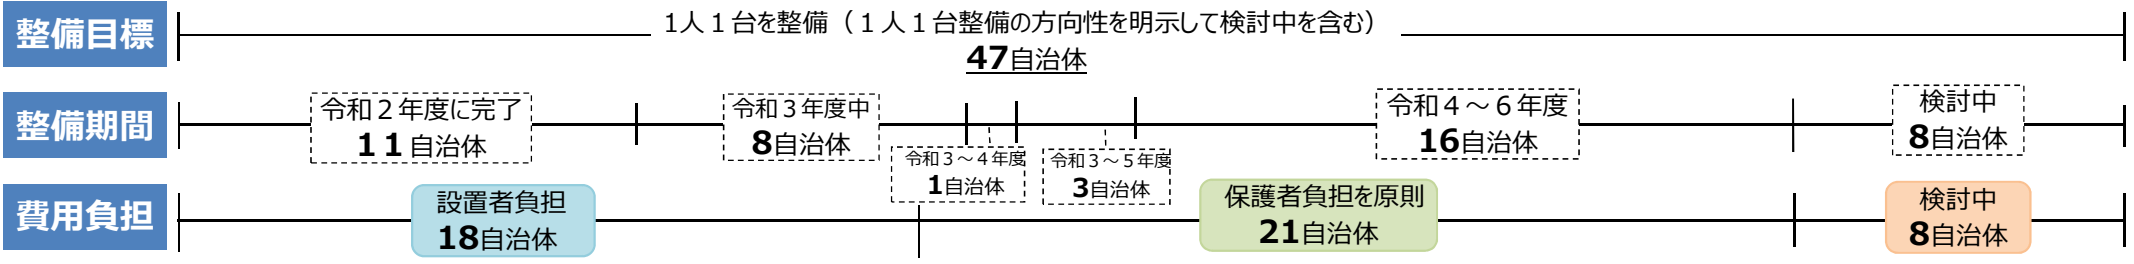 整備目標
1人１台を整備（１人１台整備の方向性を明示して検討中を含む）
47自治体
整備期間
令和２年度に完了
１１自治体
令和３年度中
8自治体
令和３～４年度
1自治体
令和３～５年度
3自治体
令和４～６年度
16自治体
検討中
8自治体
費用負担
設置者負担
18自治体
保護者負担を原則
21自治体
検討中
8自治体